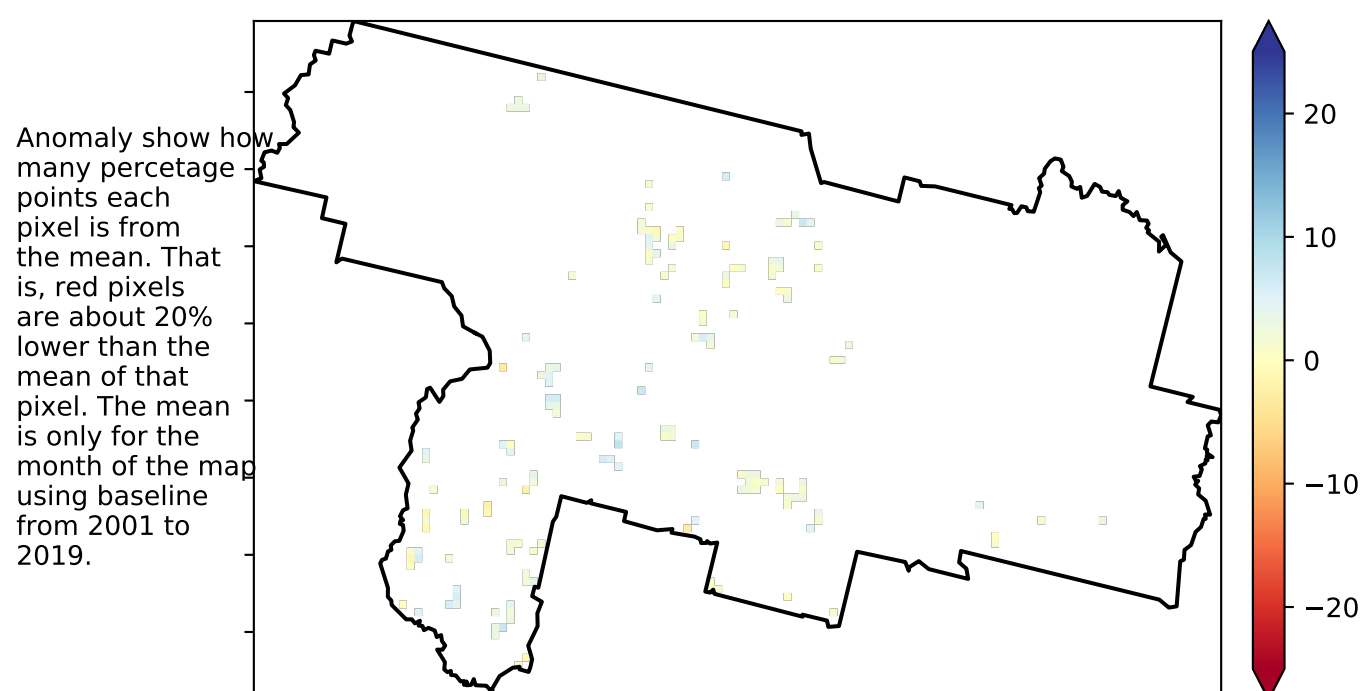 Anomaly show how
many percetage
points each
pixel is from
the mean. That
is, red pixels
are about 20%
lower than the
mean of that
pixel. The mean
is only for the
month of the map
using baseline
from 2001 to
2019.
20
10
0
−10
−20